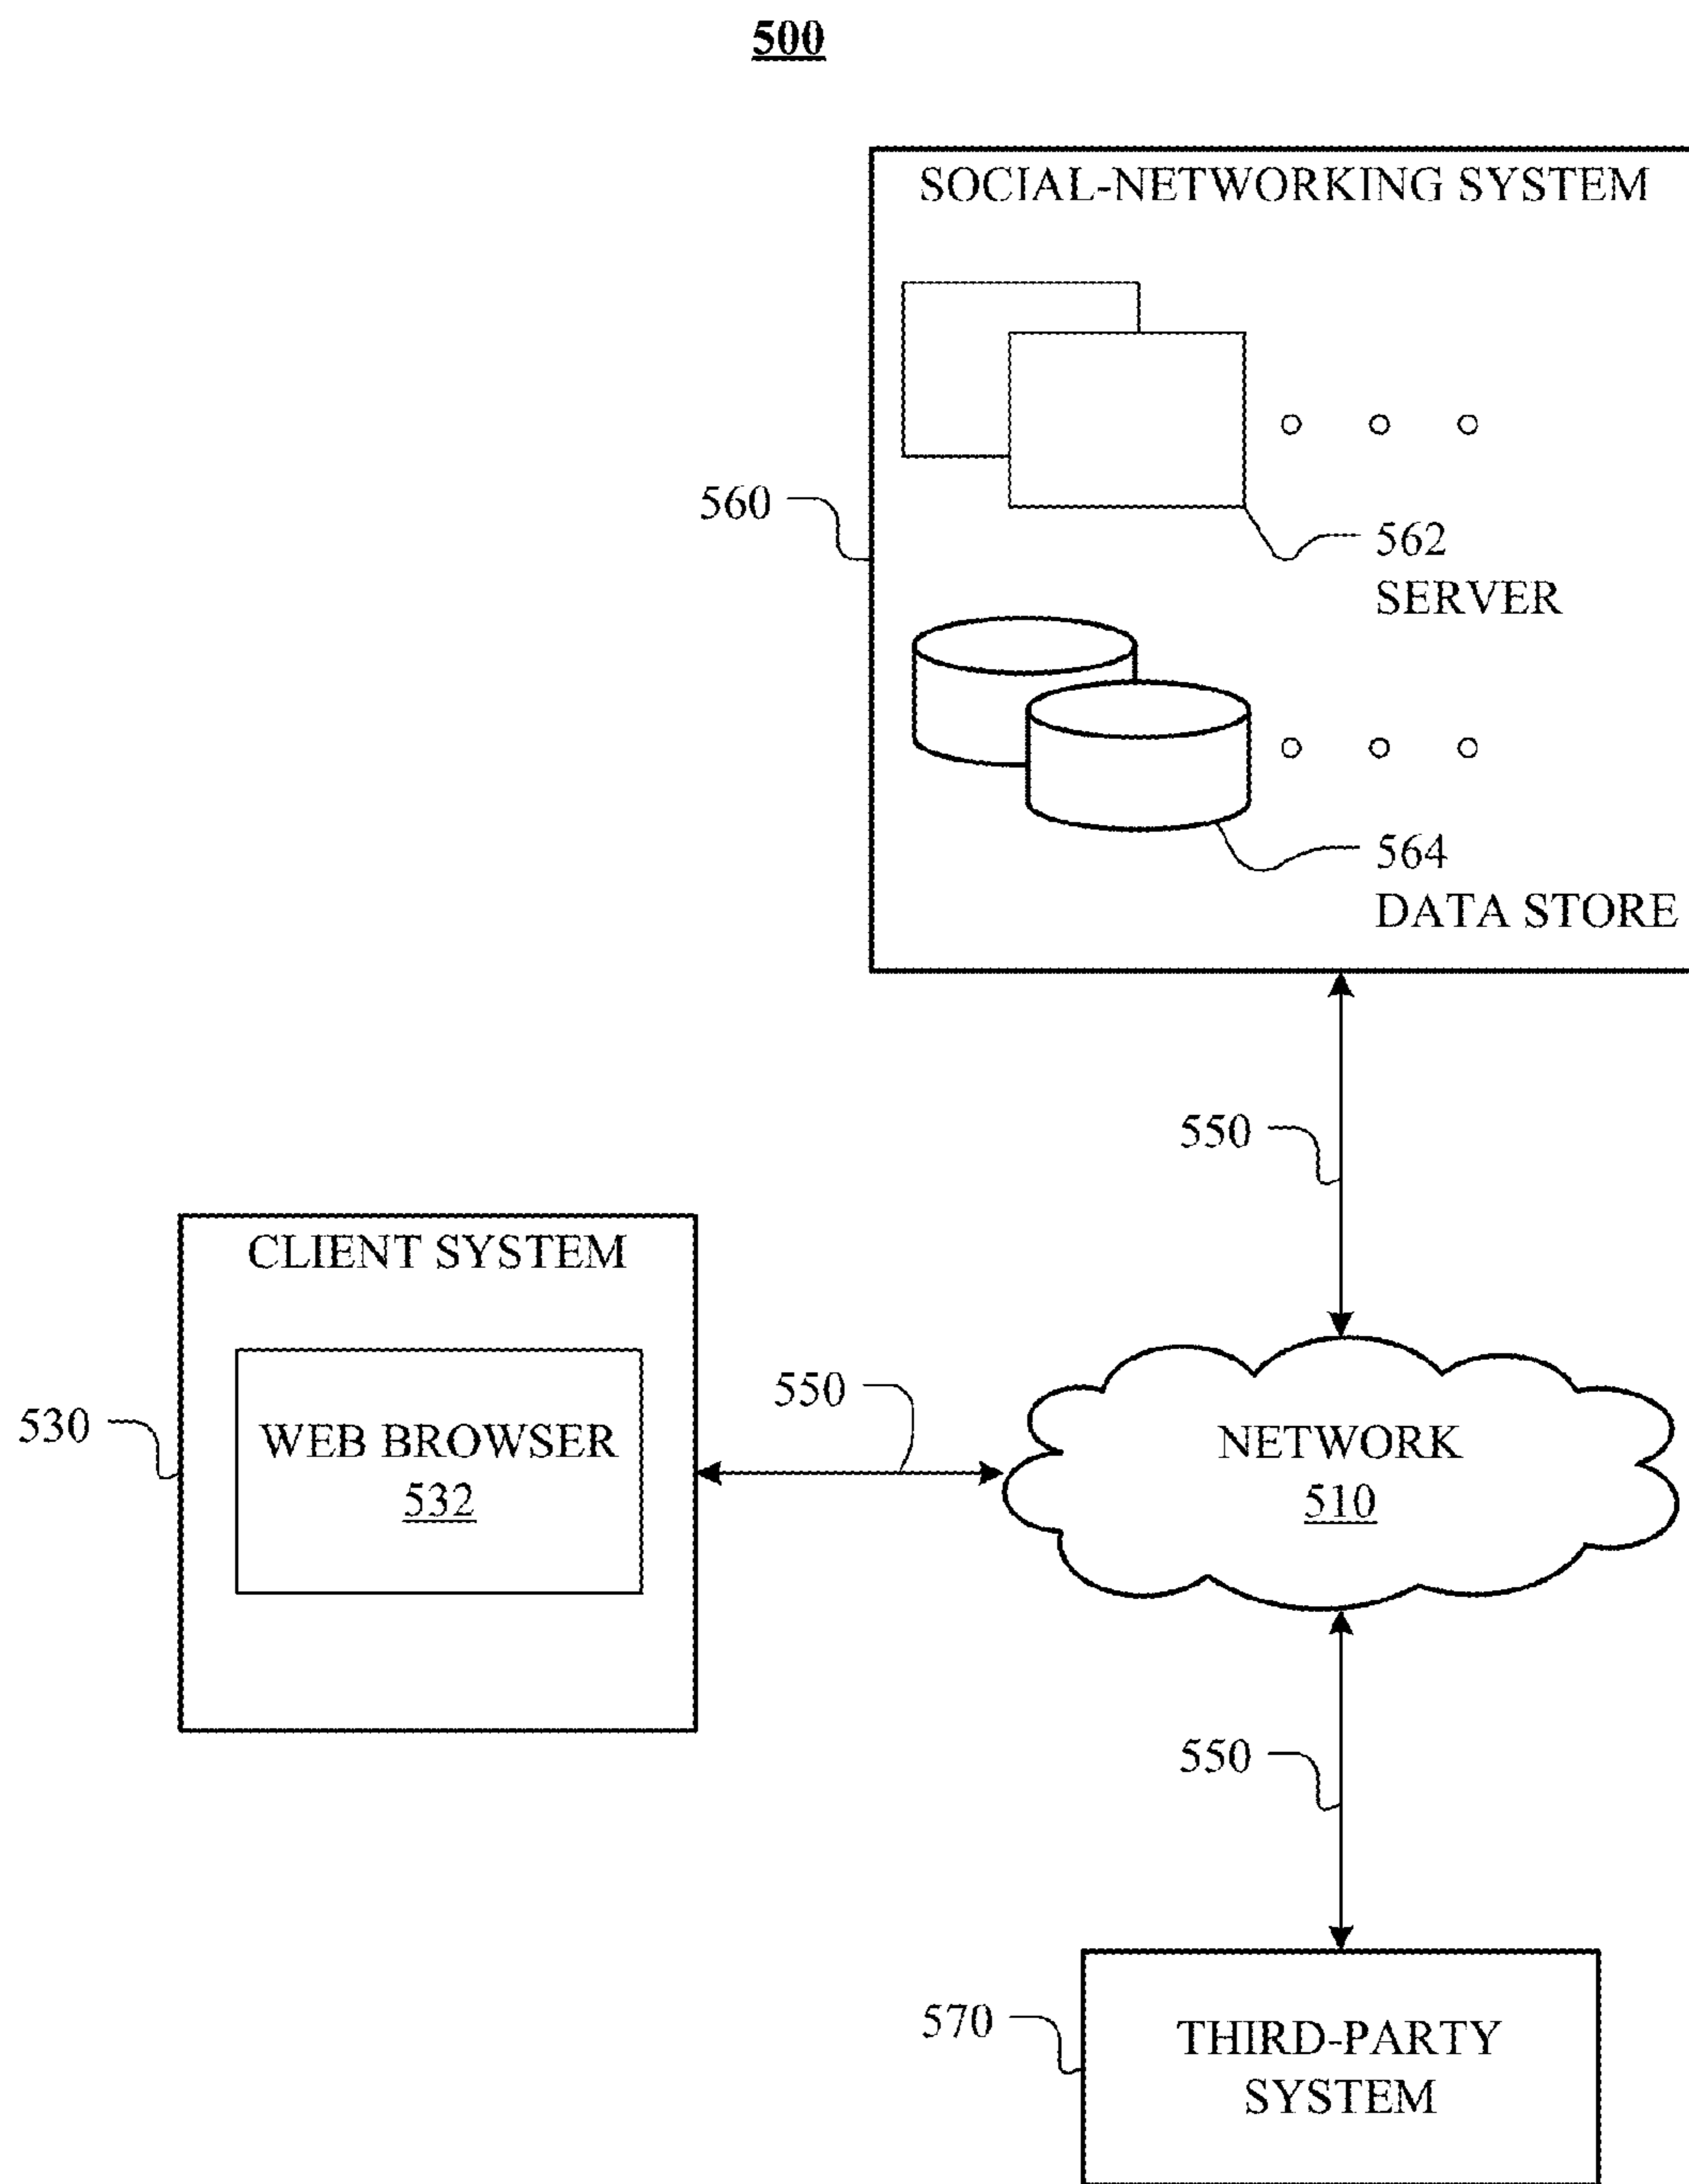 500
SOCIAL-NETWORKING SYSTEM
560
562
SERVER
564
DATA STORE
550
CLIENT SYSTEM
530
WEB BROWSER
532
550
NETWORK
510
550
570
THIRD-PARTY
SYSTEM